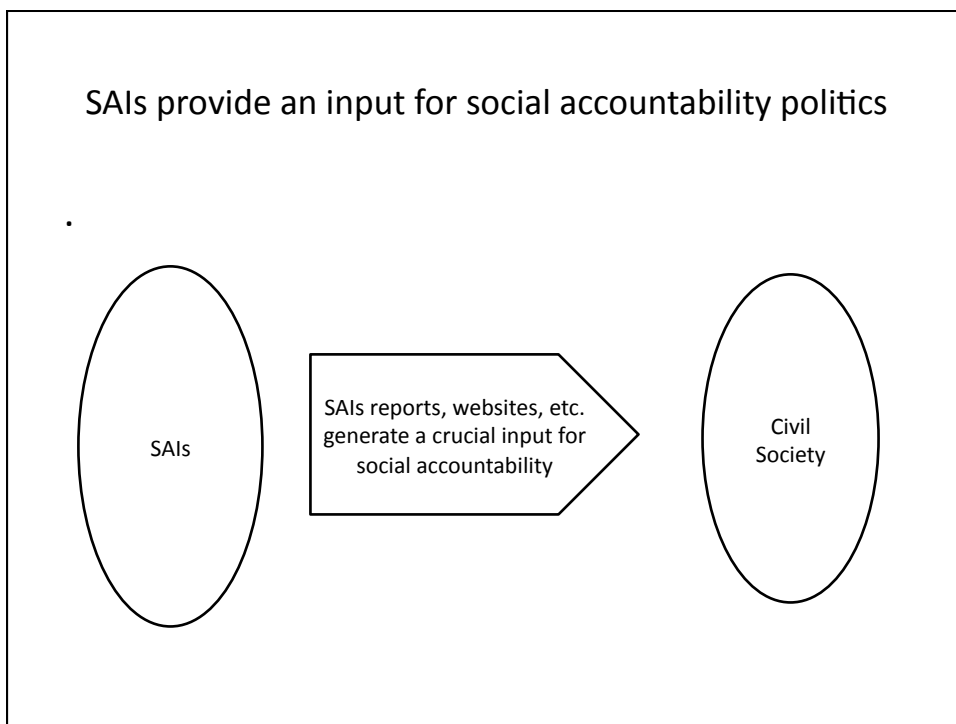 SAIs provide an input for social accountability politics
.
SAIs
SAIs reports, websites, etc.
generate a crucial input for
social accountability
Civil
Society